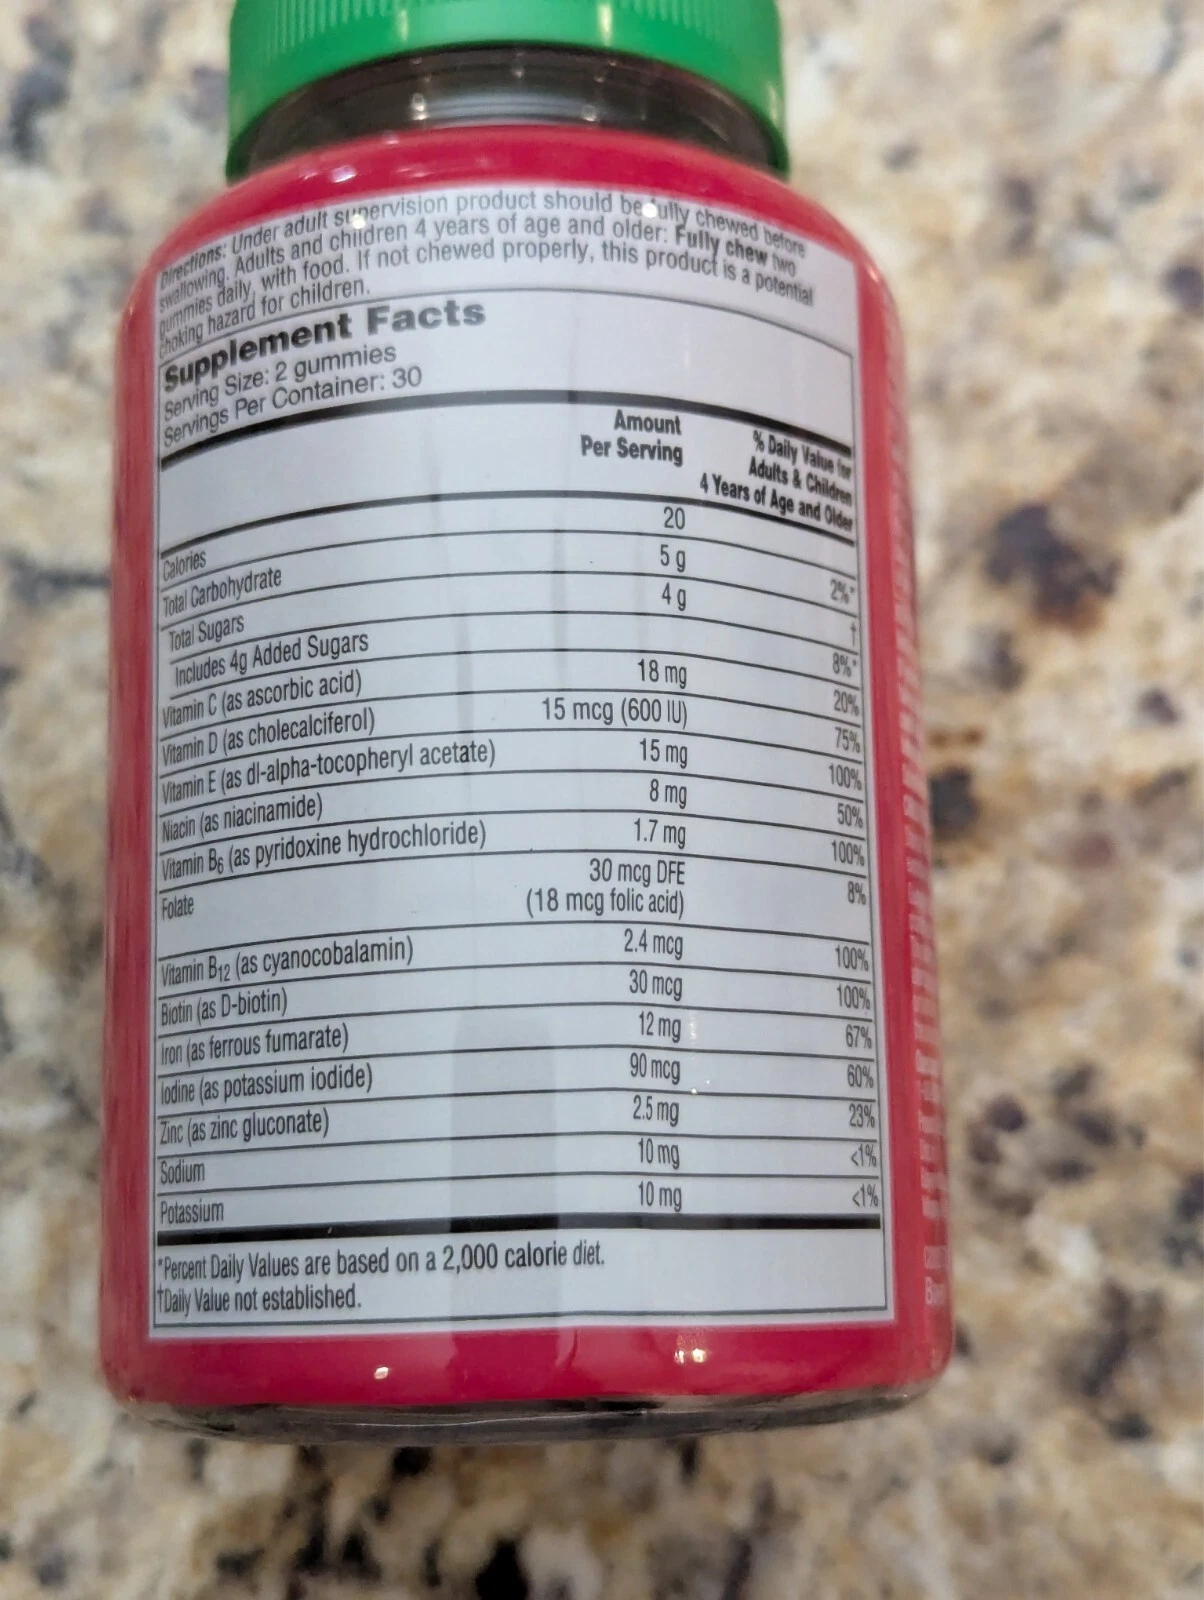 Directions: Under adult supervision product should be fully chewed before
swallowing. Adults and children 4 years of age and older: Fully chew two
gummies daily, with food. If not chewed properly, this product is a potential
choking hazard for children.
Supplement Facts
Serving Size: 2 gummies
Servings Per Container: 30
Amount
Per Serving
% Daily Value for
Adults & Children
4 Years of Age and Older
Calories 20
Total Carbohydrate 5 g 2%*
Total Sugars 4 g †
Includes 4g Added Sugars 8%*
Vitamin C (as ascorbic acid) 18 mg 20%
Vitamin D (as cholecalciferol) 15 mcg (600 IU) 75%
Vitamin E (as dl-alpha-tocopheryl acetate) 15 mg 100%
Niacin (as niacinamide) 8 mg 50%
Vitamin B6 (as pyridoxine hydrochloride) 1.7 mg 100%
Folate 30 mcg DFE 8%
(18 mcg folic acid)
Vitamin B12 (as cyanocobalamin) 2.4 mcg 100%
Biotin (as D-biotin) 30 mcg 100%
Iron (as ferrous fumarate) 12 mg 67%
Iodine (as potassium iodide) 90 mcg 60%
Zinc (as zinc gluconate) 2.5 mg 23%
Sodium 10 mg <1%
Potassium 10 mg <1%
*Percent Daily Values are based on a 2,000 calorie diet.
†Daily Value not established.